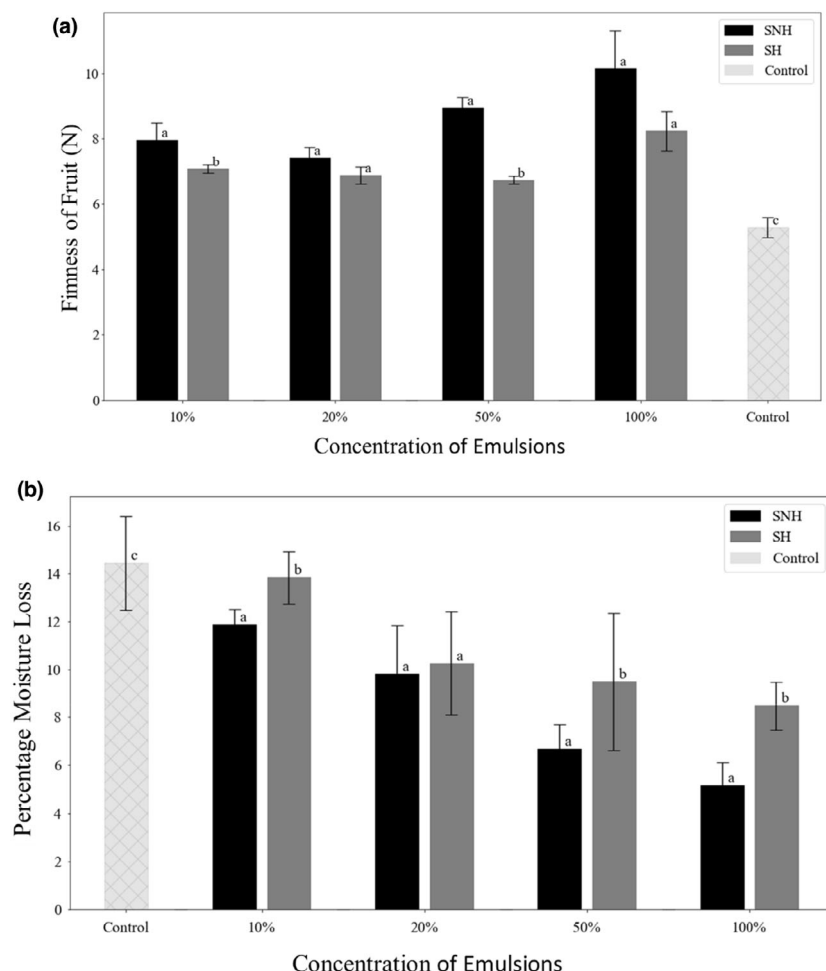 (a)
SNH
SH
Control
10
8
6
4
2
0
Fimness of Fruit (N)
a
b
a
a
a
b
a
a
c
10%
20%
50%
100%
Control
Concentration of Emulsions
(b)
SNH
SH
Control
16
14
12
10
8
6
4
2
0
Percentage Moisture Loss
c
a
b
a
a
a
b
a
b
Control
10%
20%
50%
100%
Concentration of Emulsions